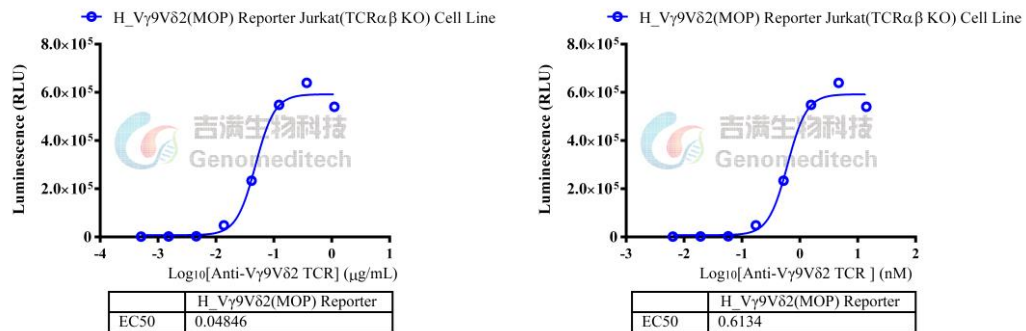 H_Vγ9Vδ2(MOP) Reporter Jurkat(TCRαβ KO) Cell Line
8.0×10⁵
6.0×10⁵
4.0×10⁵
2.0×10⁵
0
Luminescence (RLU)
吉满生物科技
Genomeditech
-4 -3 -2 -1 0 1
Log₁₀[Anti-Vγ9Vδ2 TCR] (μg/mL)
H_Vγ9Vδ2(MOP) Reporter
EC50 0.04846
H_Vγ9Vδ2(MOP) Reporter Jurkat(TCRαβ KO) Cell Line
8.0×10⁵
6.0×10⁵
4.0×10⁵
2.0×10⁵
0
Luminescence (RLU)
吉满生物科技
Genomeditech
-3 -2 -1 0 1 2
Log₁₀[Anti-Vγ9Vδ2 TCR ] (nM)
H_Vγ9Vδ2(MOP) Reporter
EC50 0.6134